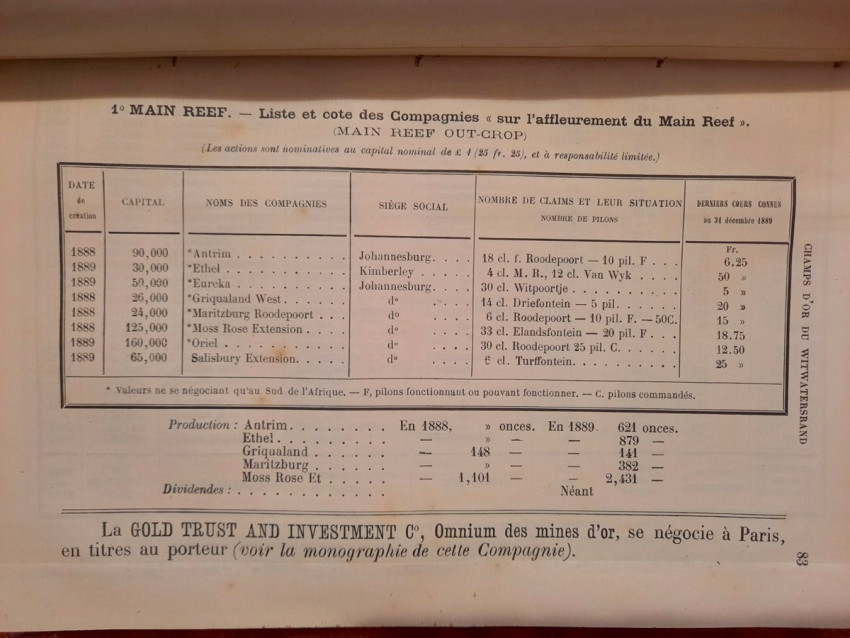 1º MAIN REEF. — Liste et cote des Compagnies « sur l'affleurement du Main Reef ».
(MAIN REEF OUT-CROP)
(Les actions sont nominatives au capital nominal de £ 1 (25 fr. 25), et à responsabilité limitée.)
DATE de création | CAPITAL | NOMS DES COMPAGNIES | SIÈGE SOCIAL | NOMBRE DE CLAIMS ET LEUR SITUATION NOMBRE DE PILONS | DERNIERS COURS CONNUS au 31 décembre 1889
Fr.
1888 90,000 *Antrim . . . . . . . . . . Johannesburg. . . . 18 cl. f. Roodepoort — 10 pil. F . . . 6.25
1889 30,000 *Ethel . . . . . . . . . . . Kimberley . . . . . 4 cl. M. R., 12 cl. Van Wyk . . . . . 50 »
1889 50,000 *Eureka . . . . . . . . . . Johannesburg. . . . 30 cl. Witpoortje. . . . . . . . . . . 5 »
1888 26,000 *Griqualand West . . . . . . dº . . . . 14 cl. Driefontein — 5 pil. . . . . . 20 »
1888 24,000 *Maritzburg Roodepoort . . . dº . . . . 6 cl. Roodepoort — 10 pil. F. — 50C. 15 »
1888 125,000 *Moss Rose Extension . . . . dº . . . . 33 cl. Elandsfontein — 20 pil. F . . . 18.75
1889 160,000 *Oriel . . . . . . . . . . . dº . . . . 30 cl. Roodepoort 25 pil. C. . . . . . 12.50
1889 65,000 Salisbury Extension. . . . . dº . . . . 6 cl. Turffontein. . . . . . . . . . . 25 »
* Valeurs ne se négociant qu'au Sud de l'Afrique. — F, pilons fonctionnant ou pouvant fonctionner. — C. pilons commandés.
Production : Antrim. . . . . . . . . En 1888, » onces. En 1889. 621 onces.
Ethel . . . . . . . . . . — » — — 879 —
Griqualand . . . . . . . — 148 — — 141 —
Maritzburg . . . . . . . — » — — 382 —
Moss Rose Et . . . . . . — 1,101 — — 2,431 —
Dividendes : . . . . . . . . . . . . . Néant
La GOLD TRUST AND INVESTMENT Cº, Omnium des mines d'or, se négocie à Paris,
en titres au porteur (voir la monographie de cette Compagnie).
CHAMPS D'OR DU WITWATERSRAND
83